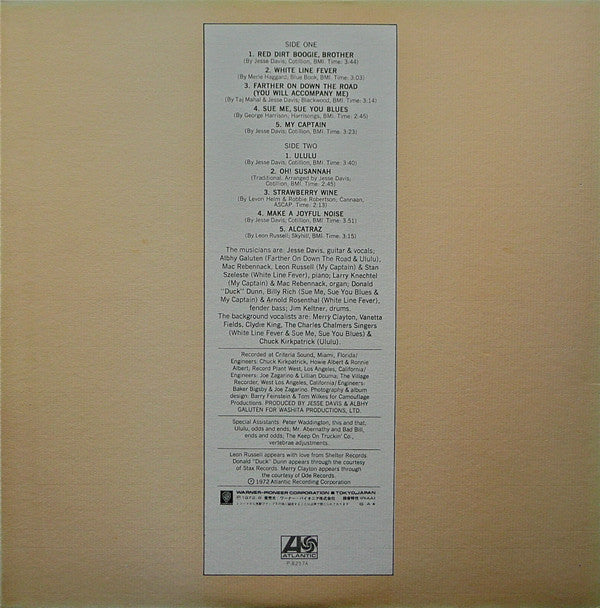 SIDE ONE
1. RED DIRT BOOGIE, BROTHER
(By Jesse Davis, Cotillion, BMI. Time: 3:44)
2. WHITE LINE FEVER
(By Merle Haggard, Blue Book, BMI. Time: 3:03)
3. FARTHER ON DOWN THE ROAD
(YOU WILL ACCOMPANY ME)
(By Taj Mahal & Jesse Davis; Blackwood, BMI. Time: 3:14)
4. SUE ME, SUE YOU BLUES
(By George Harrison; Harrisongs, BMI. Time: 2:45)
5. MY CAPTAIN
(By Jesse Davis; Cotillion, BMI. Time: 3:23)
SIDE TWO
1. ULULU
(By Jesse Davis; Cotillion, BMI. Time: 3:40)
2. OH! SUSANNAH
(Traditional. Arranged by Jesse Davis;
Cotillion, BMI. Time: 2:45)
3. STRAWBERRY WINE
(By Levon Helm & Robbie Robertson; Cannaan,
ASCAP. Time: 2:13)
4. MAKE A JOYFUL NOISE
(By Jesse Davis; Cotillion, BMI. Time: 3:51)
5. ALCATRAZ
(By Leon Russell; Skyhill, BMI. Time: 3:15)
The musicians are: Jesse Davis, guitar & vocals;
Albhy Galuten (Farther On Down The Road & Ululu),
Mac Rebennack, Leon Russell (My Captain) & Stan
Szeleste (White Line Fever), piano; Larry Knechtel
(My Captain) & Mac Rebennack, organ; Donald
"Duck" Dunn, Billy Rich (Sue Me, Sue You Blues &
My Captain) & Arnold Rosenthal (White Line Fever),
fender bass; Jim Keltner, drums.
The background vocalists are: Merry Clayton, Vanetta
Fields, Clydie King, The Charles Chalmers Singers
(White Line Fever & Sue Me, Sue You Blues) &
Chuck Kirkpatrick (Ululu).
Recorded at Criteria Sound, Miami, Florida/
Engineers: Chuck Kirkpatrick, Howie Albert & Ronnie
Albert; Record Plant West, Los Angeles, California/
Engineers: Joe Zagarino & Lillian Douma; The Village
Recorder, West Los Angeles, California/Engineers:
Baker Bigsby & Joe Zagarino. Photography & album
design: Barry Feinstein & Tom Wilkes for Camouflage
Productions. PRODUCED BY JESSE DAVIS & ALBHY
GALUTEN FOR WASHITA PRODUCTIONS, LTD.
Special Assistants: Peter Waddington, this and that;
Ululu, odds and ends; Mr. Abernathy and Bad Bill,
ends and odds; The Keep On Truckin' Co.,
vertebrae adjustments.
Leon Russell appears with love from Shelter Records.
Donald "Duck" Dunn appears through the courtesy
of Stax Records. Merry Clayton appears through
the courtesy of Ode Records.
Ⓟ 1972 Atlantic Recording Corporation
WARNER-PIONEER CORPORATION ■ TOKYO/JAPAN
ワーナー・パイオニア株式会社
ATLANTIC
P-8257A